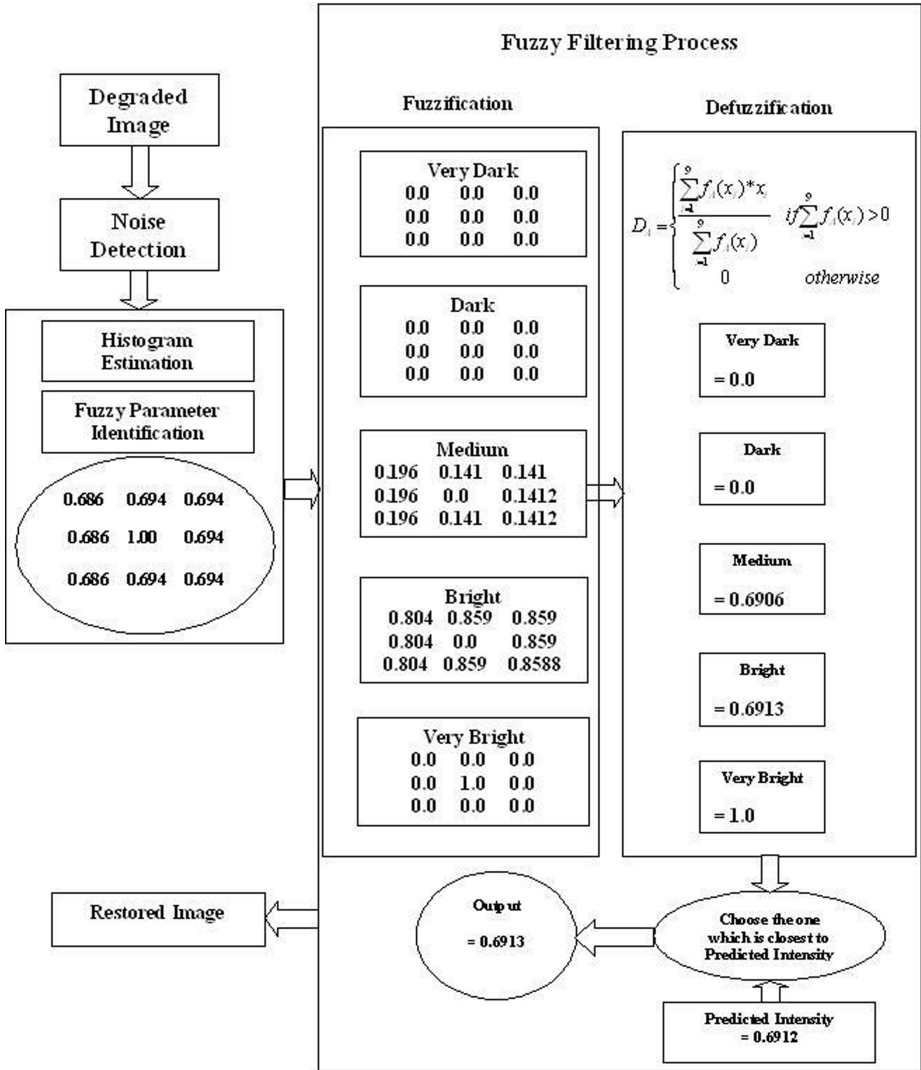 Fuzzy Filtering Process
Degraded
Image
Noise
Detection
Histogram
Estimation
Fuzzy Parameter
Identification
0.686 0.694 0.694
0.686 1.00 0.694
0.686 0.694 0.694
Fuzzification
Very Dark
0.0 0.0 0.0
0.0 0.0 0.0
0.0 0.0 0.0
Dark
0.0 0.0 0.0
0.0 0.0 0.0
0.0 0.0 0.0
Medium
0.196 0.141 0.141
0.196 0.0 0.1412
0.196 0.141 0.1412
Bright
0.804 0.859 0.859
0.804 0.0 0.859
0.804 0.859 0.8588
Very Bright
0.0 0.0 0.0
0.0 1.0 0.0
0.0 0.0 0.0
Defuzzification
9
∑ f (x )*x
i=1
D = { 9 if ∑ f (x ) >0
∑ f (x )
i=1
0 otherwise
Very Dark
= 0.0
Dark
= 0.0
Medium
= 0.6906
Bright
= 0.6913
Very Bright
= 1.0
Choose the one
which is closest to
Predicted Intensity
Predicted Intensity
= 0.6912
Output
= 0.6913
Restored Image